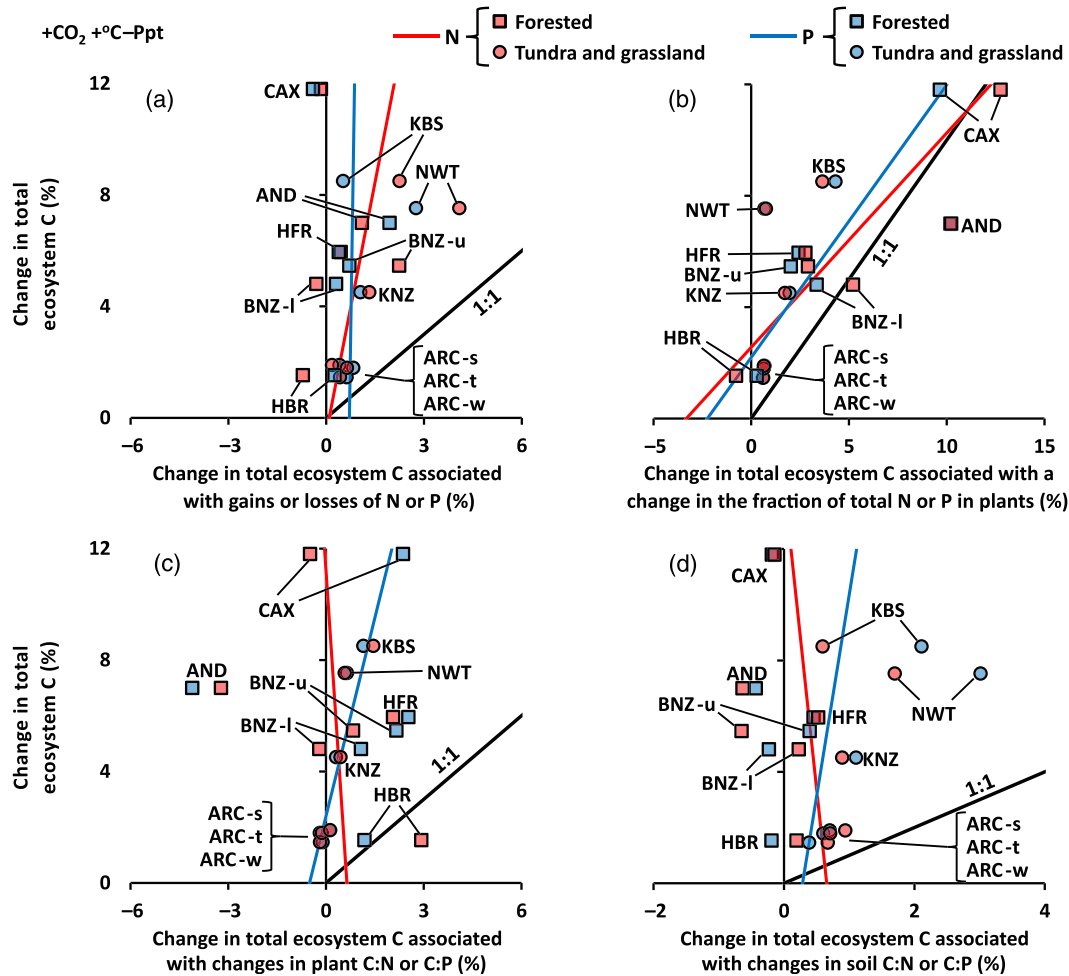 +CO2 +°C–Ppt
N
Forested
Tundra and grassland
P
Forested
Tundra and grassland
(a)
Change in total
ecosystem C (%)
12
8
4
0
–6
–3
0
3
6
CAX
KBS
NWT
AND
HFR
BNZ-u
BNZ-l
KNZ
1:1
HBR
ARC-s
ARC-t
ARC-w
Change in total ecosystem C associated
with gains or losses of N or P (%)
(b)
–5
0
5
10
15
CAX
KBS
NWT
AND
HFR
BNZ-u
1:1
KNZ
BNZ-l
HBR
ARC-s
ARC-t
ARC-w
Change in total ecosystem C associated with a
change in the fraction of total N or P in plants (%)
(c)
Change in total
ecosystem C (%)
12
8
4
0
–6
–3
0
3
6
CAX
KBS
AND
NWT
BNZ-u
HFR
BNZ-l
KNZ
1:1
HBR
ARC-s
ARC-t
ARC-w
Change in total ecosystem C associated
with changes in plant C:N or C:P (%)
(d)
–2
0
2
4
CAX
KBS
AND
NWT
BNZ-u
HFR
BNZ-l
KNZ
1:1
HBR
ARC-s
ARC-t
ARC-w
Change in total ecosystem C associated
with changes in soil C:N or C:P (%)